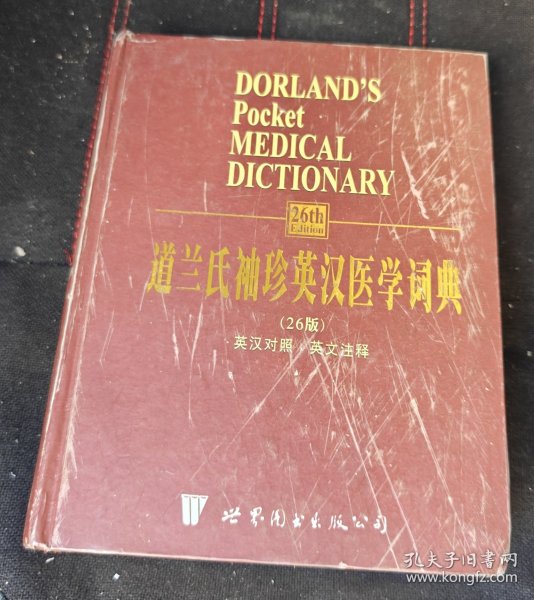 DORLAND'S
Pocket
MEDICAL
DICTIONARY
26th
Edition
道兰氏袖珍英汉医学词典
(26版)
·英汉对照 英文注释
世界图书出版公司
孔夫子旧书网
www.kongfz.com